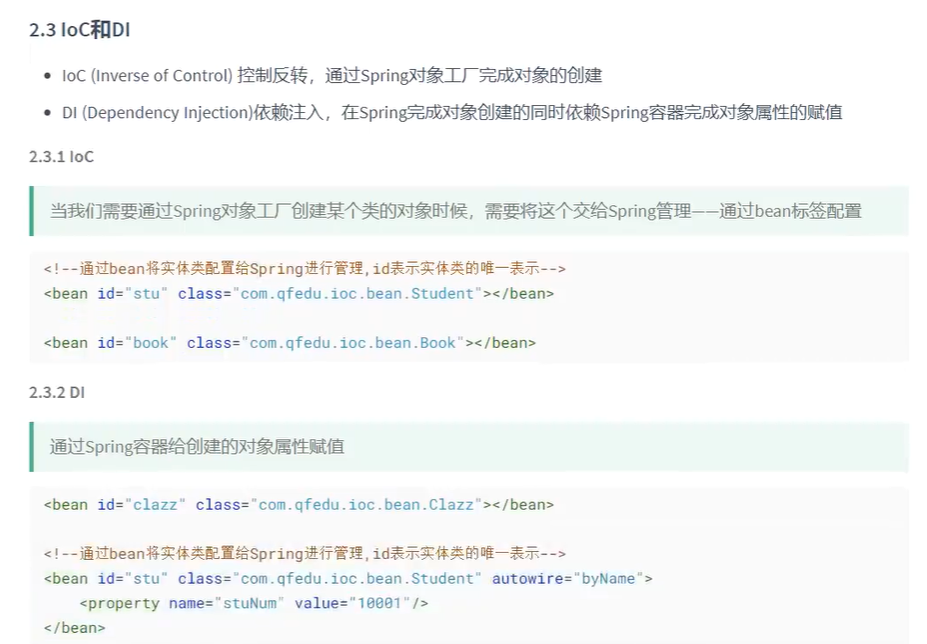 2.3 IoC和DI
IoC (Inverse of Control) 控制反转，通过Spring对象工厂完成对象的创建
DI (Dependency Injection)依赖注入，在Spring完成对象创建的同时依赖Spring容器完成对象属性的赋值
2.3.1 IoC
当我们需要通过Spring对象工厂创建某个类的对象时候，需要将这个交给Spring管理——通过bean标签配置
<!--通过bean将实体类配置给Spring进行管理,id表示实体类的唯一表示-->
<bean id="stu" class="com.qfedu.ioc.bean.Student"></bean>
<bean id="book" class="com.qfedu.ioc.bean.Book"></bean>
2.3.2 DI
通过Spring容器给创建的对象属性赋值
<bean id="clazz" class="com.qfedu.ioc.bean.Clazz"></bean>
<!--通过bean将实体类配置给Spring进行管理,id表示实体类的唯一表示-->
<bean id="stu" class="com.qfedu.ioc.bean.Student" autowire="byName">
<property name="stuNum" value="10001"/>
</bean>